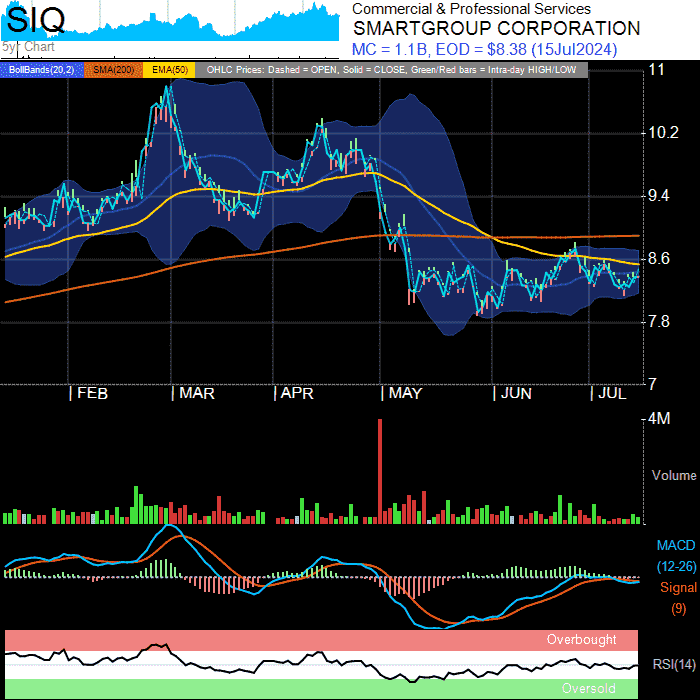 SIQ
5yr Chart
Commercial & Professional Services
SMARTGROUP CORPORATION
MC = 1.1B, EOD = $8.38 (15Jul2024)
BollBands(20,2) SMA(200) EMA(50) OHLC Prices: Dashed = OPEN, Solid = CLOSE, Green/Red bars = Intra-day HIGH/LOW
11
10.2
9.4
8.6
7.8
7
FEB MAR APR MAY JUN JUL
4M
Volume
MACD
(12-26)
Signal
(9)
Overbought
RSI(14)
Oversold